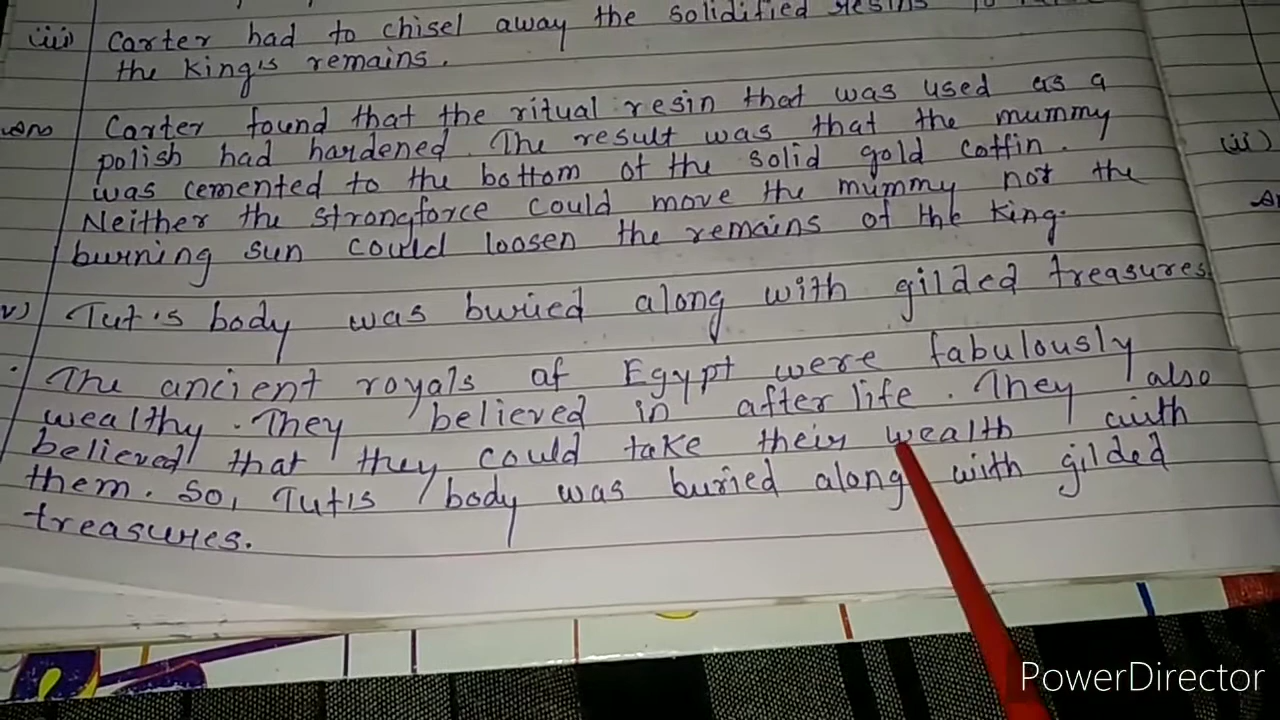 iii) Carter had to chisel away the solidified resins to
the King's remains.
Ans Carter found that the ritual resin that was used as a
polish had hardened. The result was that the mummy
was cemented to the bottom of the solid gold coffin.
Neither the strongforce could move the mummy not the
burning sun could loosen the remains of the King.
v) Tut's body was buried along with gilded treasures
The ancient royals of Egypt were fabulously
wealthy. They believed in after life. They also
believed that they could take their wealth with
them. So, Tut's body was buried along with gilded
treasures.
iii)
PowerDirector